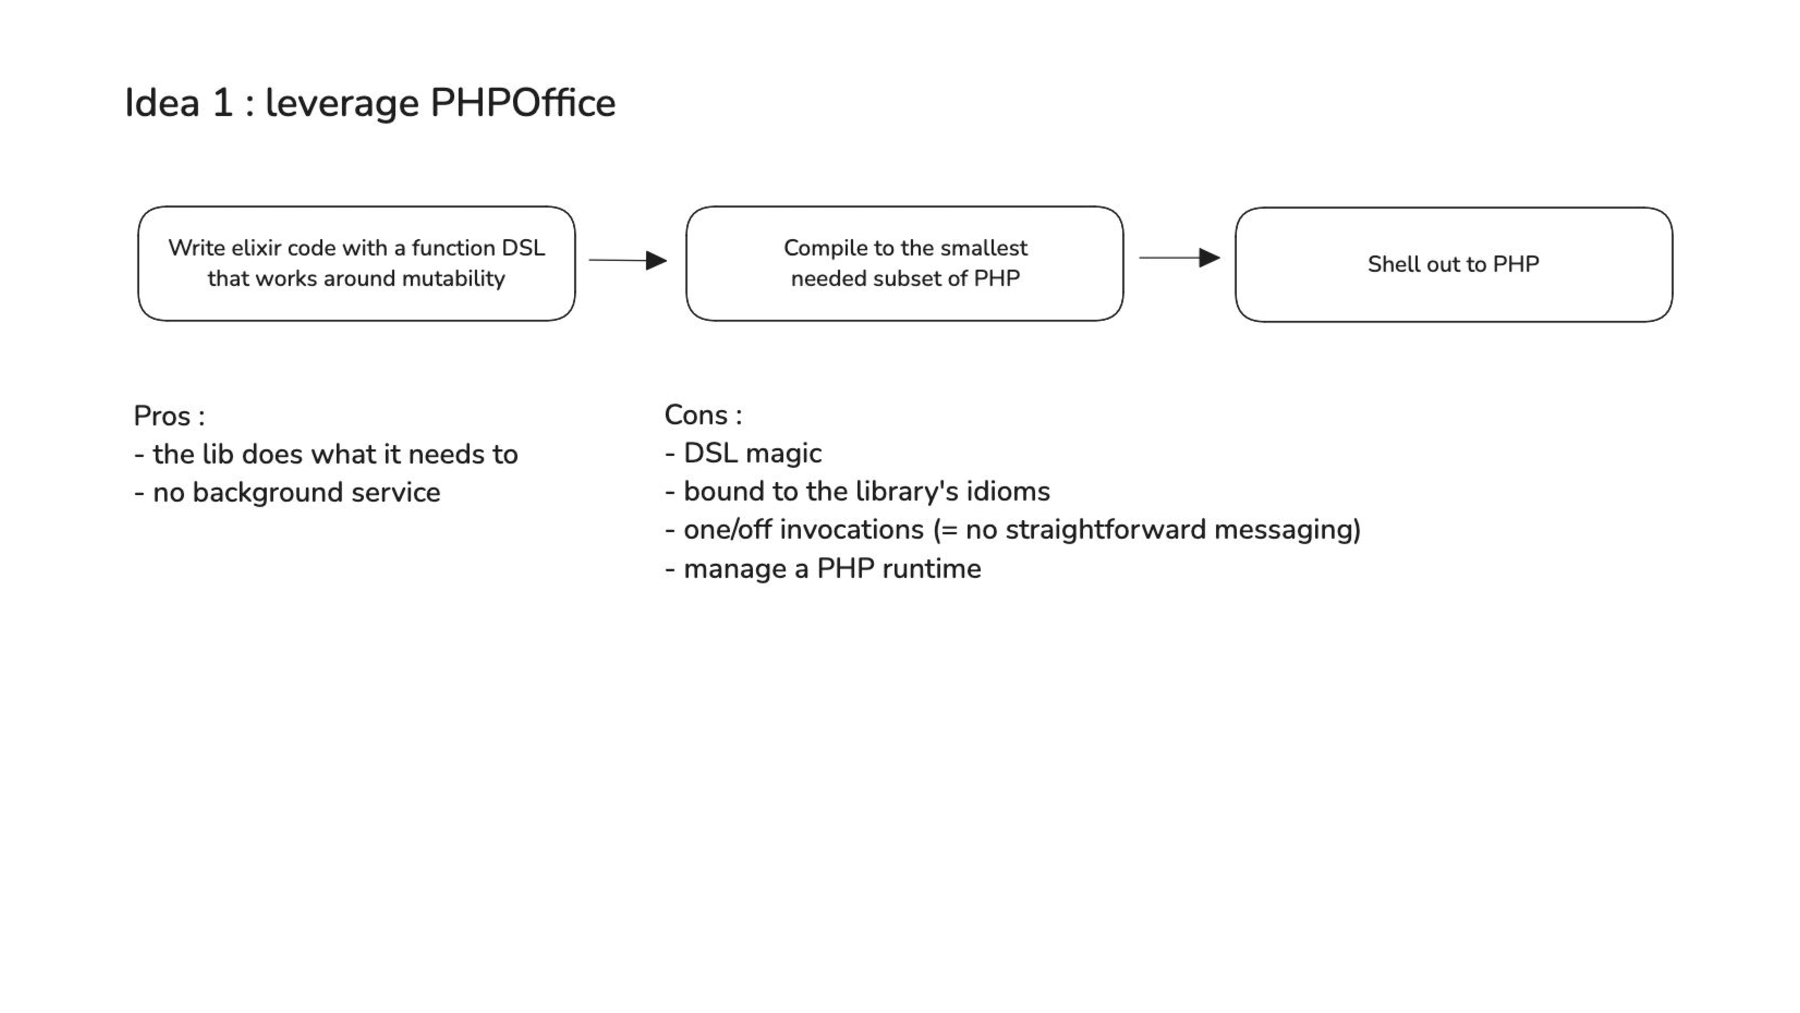 Idea 1 : leverage PHPOffice
Write elixir code with a function DSL
that works around mutability
Compile to the smallest
needed subset of PHP
Shell out to PHP
Pros :
- the lib does what it needs to
- no background service
Cons :
- DSL magic
- bound to the library's idioms
- one/off invocations (= no straightforward messaging)
- manage a PHP runtime